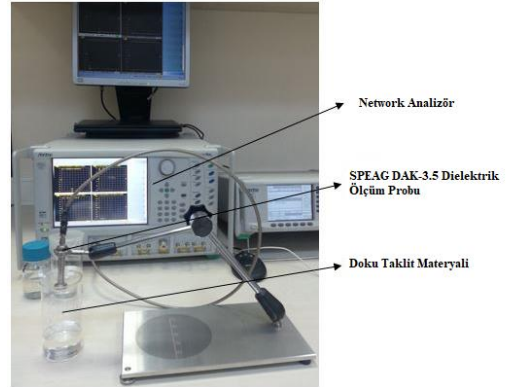 Network Analizör
SPEAG DAK-3.5 Dielektrik
Ölçüm Probu
Doku Taklit Materyali